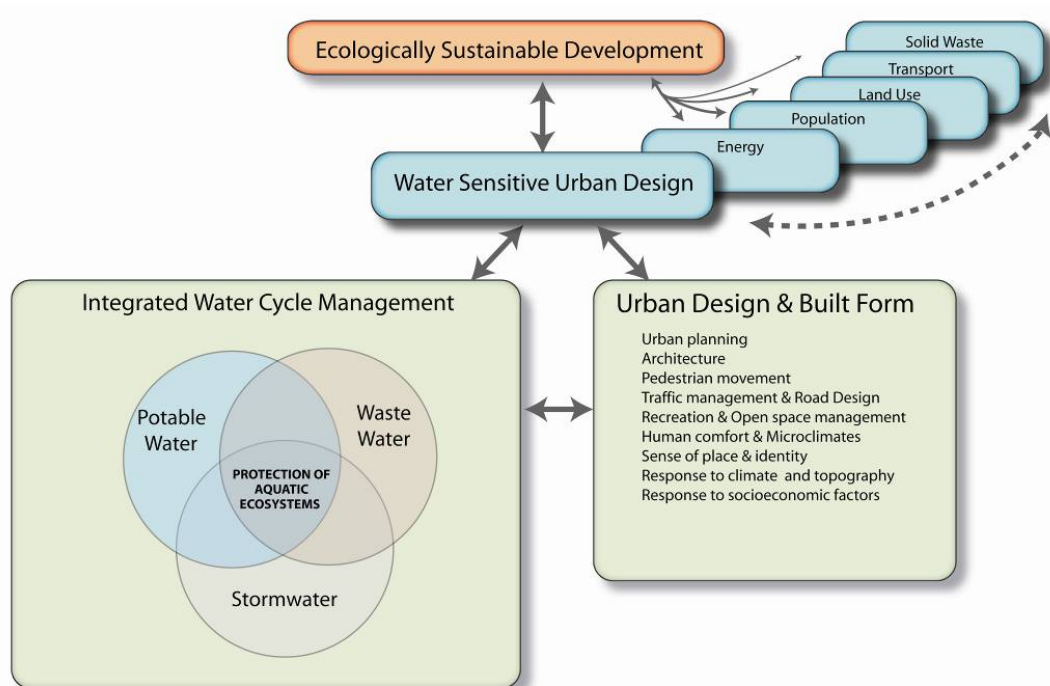 Ecologically Sustainable Development
Solid Waste
Transport
Land Use
Population
Energy
Water Sensitive Urban Design
Integrated Water Cycle Management
Potable
Water
Waste
Water
PROTECTION OF
AQUATIC
ECOSYSTEMS
Stormwater
Urban Design & Built Form
Urban planning
Architecture
Pedestrian movement
Traffic management & Road Design
Recreation & Open space management
Human comfort & Microclimates
Sense of place & identity
Response to climate and topography
Response to socioeconomic factors